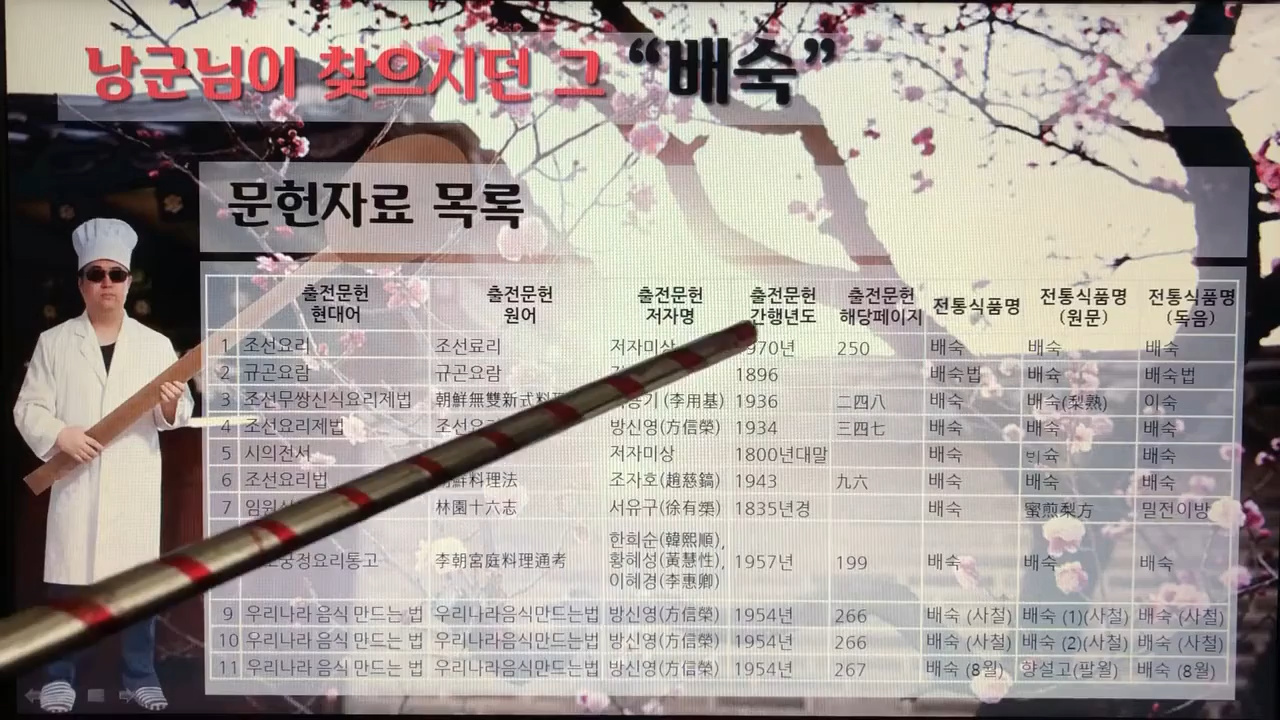 낭군님이 찾으시던 그 “배숙”
문헌자료 목록
출전문헌 현대어 출전문헌 원어 출전문헌 저자명 출전문헌 간행년도 출전문헌 해당페이지 전통식품명 전통식품명 (원문) 전통식품명 (독음)
1 조선요리 조선료리 저자미상 970년 250 배숙 배숙 배숙
2 규곤요람 규곤요람 1896 배숙법 배슉 배숙법
3 조선무쌍신식요리제법 朝鮮無雙新式料 (李用基) 1936 二四八 배숙 배숙(梨熟) 이숙
4 조선요리제법 조선요 방신영(方信榮) 1934 三四七 배숙 배숙 배숙
5 시의전서 저자미상 1800년대말 배숙 슉 배숙
6 조선요리법 鮮料理法 조자호(趙慈鎬) 1943 九六 배숙 배숙 배숙
7 임원 林園十六志 서유구(徐有榘) 1835년경 배숙 蜜煎梨方 밀전이방
궁정요리통고 李朝宮庭料理通考 한희순(韓熙順), 황혜성(黃慧性), 이혜경(李惠卿) 1957년 199 배숙 배숙 배숙
9 우리나라 음식 만드는 법 우리나라음식만드는법 방신영(方信榮) 1954년 266 배숙 (사철) 배숙 (1)(사철) 배숙 (사철)
10 우리나라 음식 만드는 법 우리나라음식만드는법 방신영(方信榮) 1954년 266 배숙 (사철) 배숙 (2)(사철) 배숙 (사철)
11 우리나라 음식 만드는 법 우리나라음식만드는법 방신영(方信榮) 1954년 267 배숙 (8월) 향설고(팔월) 배숙 (8월)